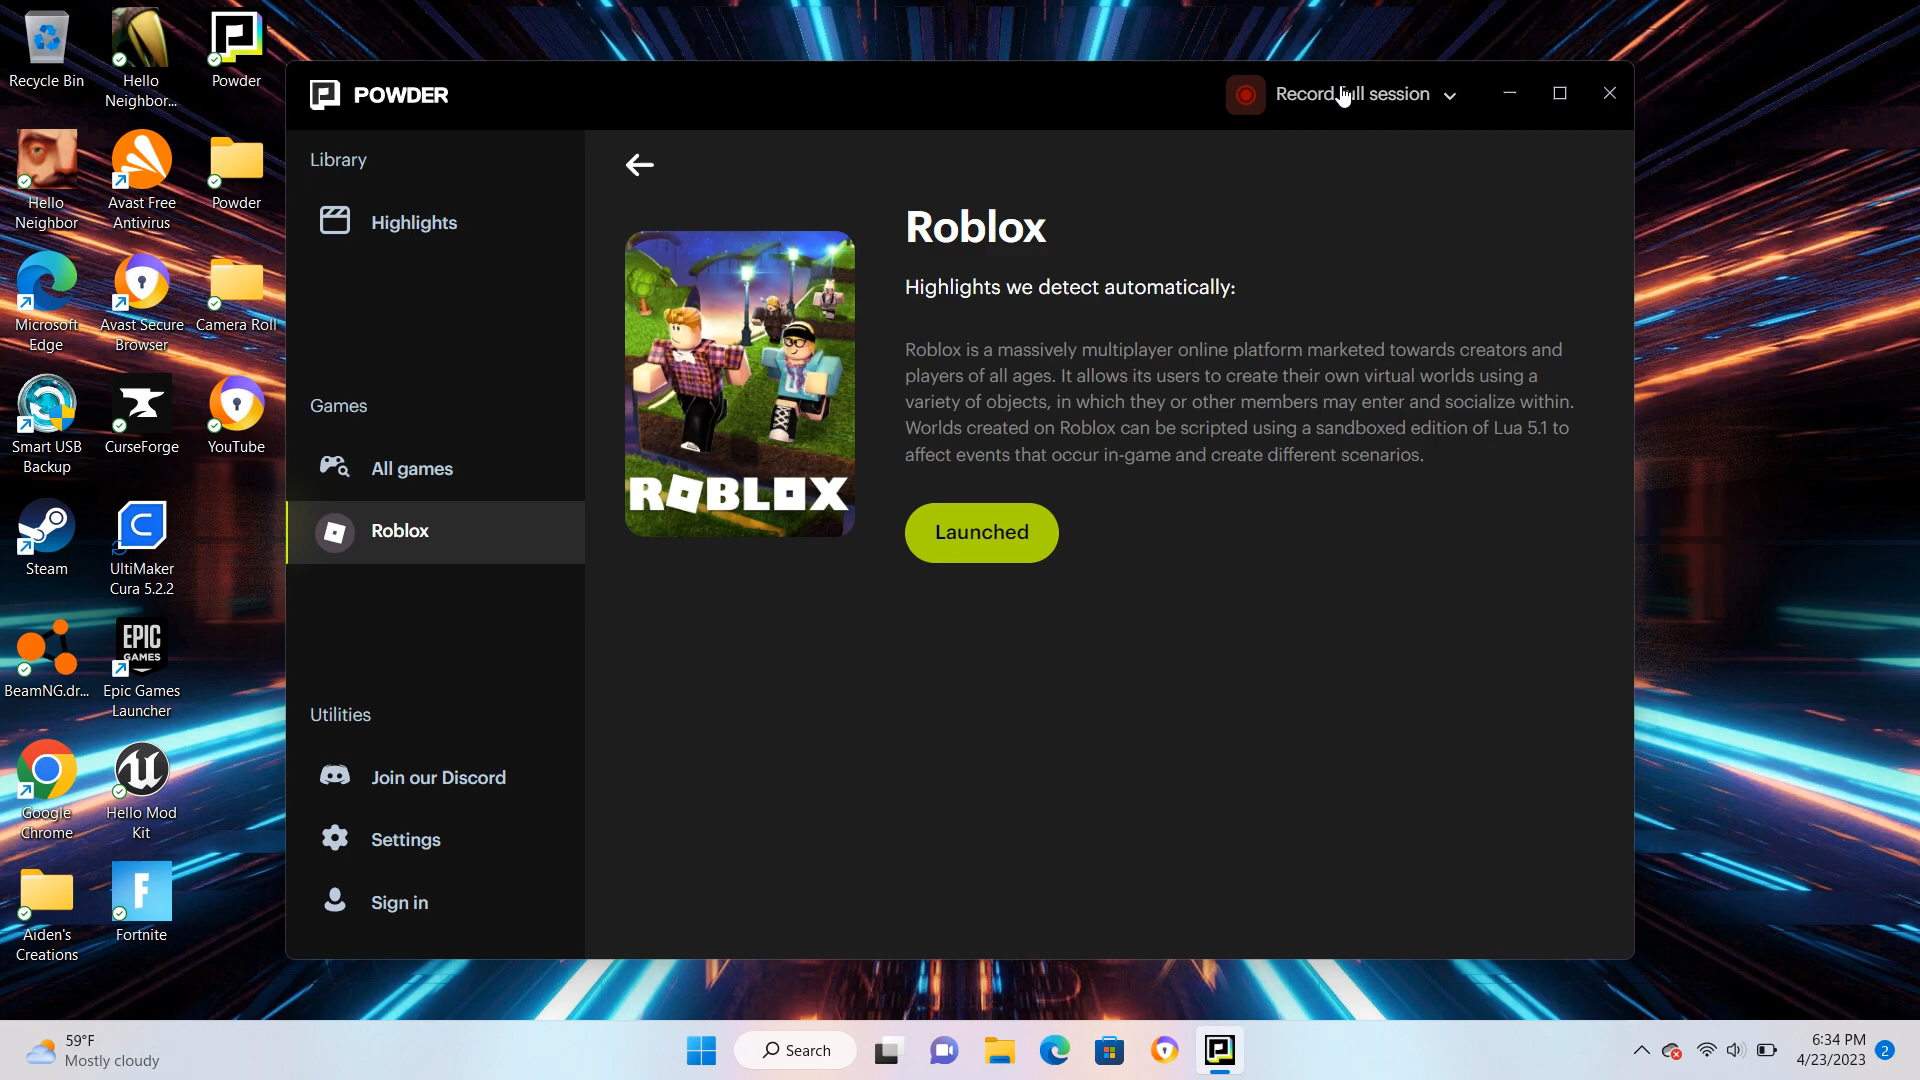 Recycle Bin
Hello
Neighbor...
Powder
Hello
Neighbor
Avast Free
Antivirus
Powder
Microsoft
Edge
Avast Secure
Browser
Camera Roll
Smart USB
Backup
CurseForge
YouTube
Steam
UltiMaker
Cura 5.2.2
BeamNG.dr...
EPIC
GAMES
Epic Games
Launcher
Google
Chrome
Hello Mod
Kit
Aiden's
Creations
Fortnite
POWDER
Record full session
Library
Highlights
Games
All games
Roblox
Utilities
Join our Discord
Settings
Sign in
ROBLOX
Roblox
Highlights we detect automatically:
Roblox is a massively multiplayer online platform marketed towards creators and
players of all ages. It allows its users to create their own virtual worlds using a
variety of objects, in which they or other members may enter and socialize within.
Worlds created on Roblox can be scripted using a sandboxed edition of Lua 5.1 to
affect events that occur in-game and create different scenarios.
Launched
59°F
Mostly cloudy
Search
6:34 PM
4/23/2023
2